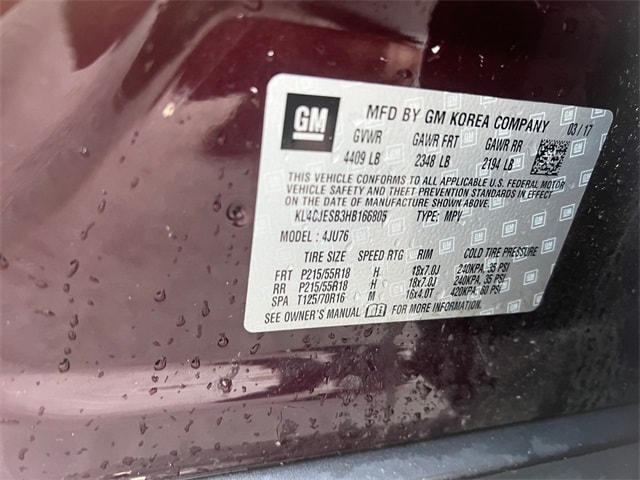 GM MFD BY GM KOREA COMPANY 03/17
GVWR GAWR FRT GAWR RR
4409 LB 2348 LB 2194 LB
THIS VEHICLE CONFORMS TO ALL APPLICABLE U.S. FEDERAL MOTOR
VEHICLE SAFETY AND THEFT PREVENTION STANDARDS IN EFFECT
ON THE DATE OF MANUFACTURE SHOWN ABOVE.
KL4CJESB3HB166805 TYPE: MPV
MODEL: 4JU76
TIRE SIZE SPEED RTG RIM COLD TIRE PRESSURE
FRT P215/55R18 H 18x7.0J 240KPA, 35 PSI
RR P215/55R18 H 18x7.0J 240KPA, 35 PSI
SPA T125/70R16 M 16x4.0T 420KPA, 60 PSI
SEE OWNER'S MANUAL FOR MORE INFORMATION